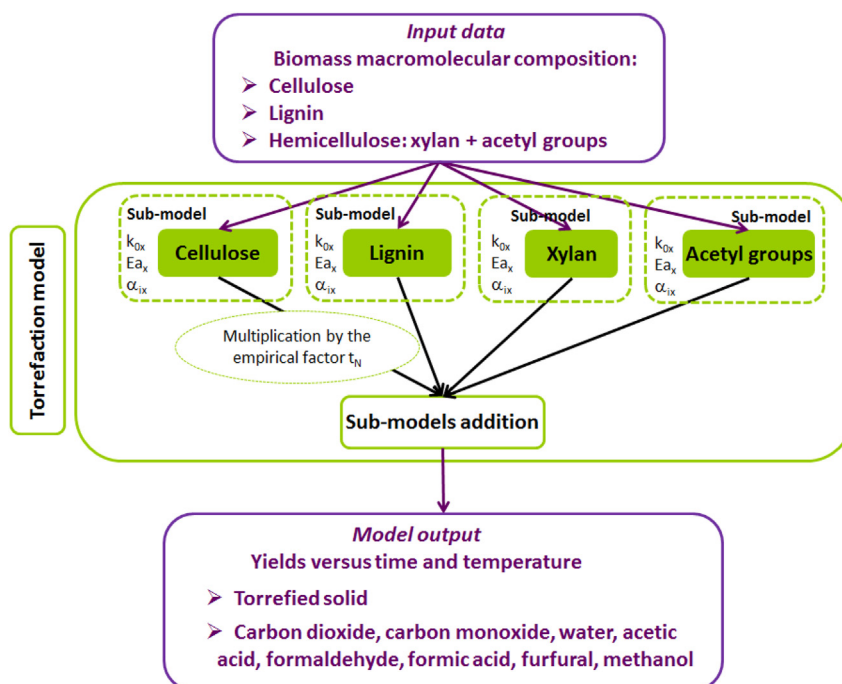 Input data
Biomass macromolecular composition:
➢ Cellulose
➢ Lignin
➢ Hemicellulose: xylan + acetyl groups
Torrefaction model
Sub-model
k0x
Eax
αix
Cellulose
Sub-model
k0x
Eax
αix
Lignin
Sub-model
k0x
Eax
αix
Xylan
Sub-model
k0x
Eax
αix
Acetyl groups
Multiplication by the
empirical factor tN
Sub-models addition
Model output
Yields versus time and temperature
➢ Torrefied solid
➢ Carbon dioxide, carbon monoxide, water, acetic
acid, formaldehyde, formic acid, furfural, methanol